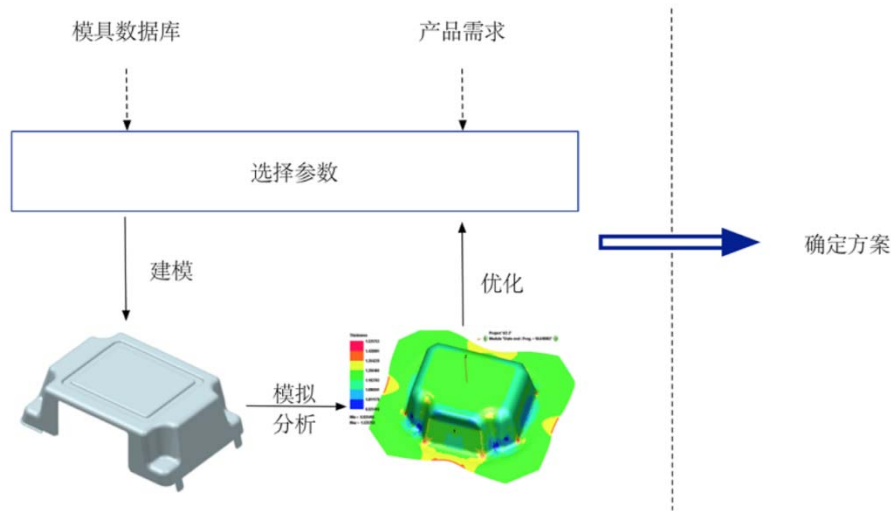 模具数据库
产品需求
选择参数
建模
优化
确定方案
模拟
分析
Thickness